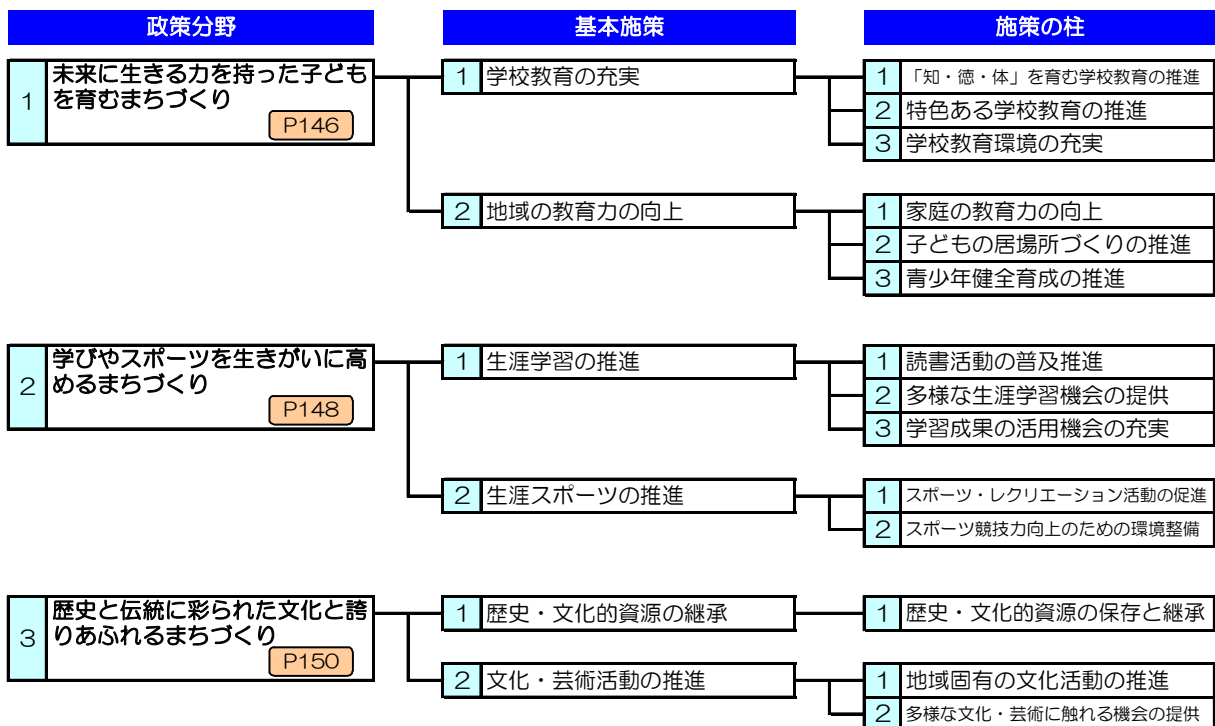 政策分野
基本施策
施策の柱
1
未来に生きる力を持った子ども
を育むまちづくり
P146
1 学校教育の充実
1 「知・徳・体」を育む学校教育の推進
2 特色ある学校教育の推進
3 学校教育環境の充実
2 地域の教育力の向上
1 家庭の教育力の向上
2 子どもの居場所づくりの推進
3 青少年健全育成の推進
2
学びやスポーツを生きがいに高
めるまちづくり
P148
1 生涯学習の推進
1 読書活動の普及推進
2 多様な生涯学習機会の提供
3 学習成果の活用機会の充実
2 生涯スポーツの推進
1 スポーツ・レクリエーション活動の促進
2 スポーツ競技力向上のための環境整備
3
歴史と伝統に彩られた文化と誇
りあふれるまちづくり
P150
1 歴史・文化的資源の継承
1 歴史・文化的資源の保存と継承
2 文化・芸術活動の推進
1 地域固有の文化活動の推進
2 多様な文化・芸術に触れる機会の提供